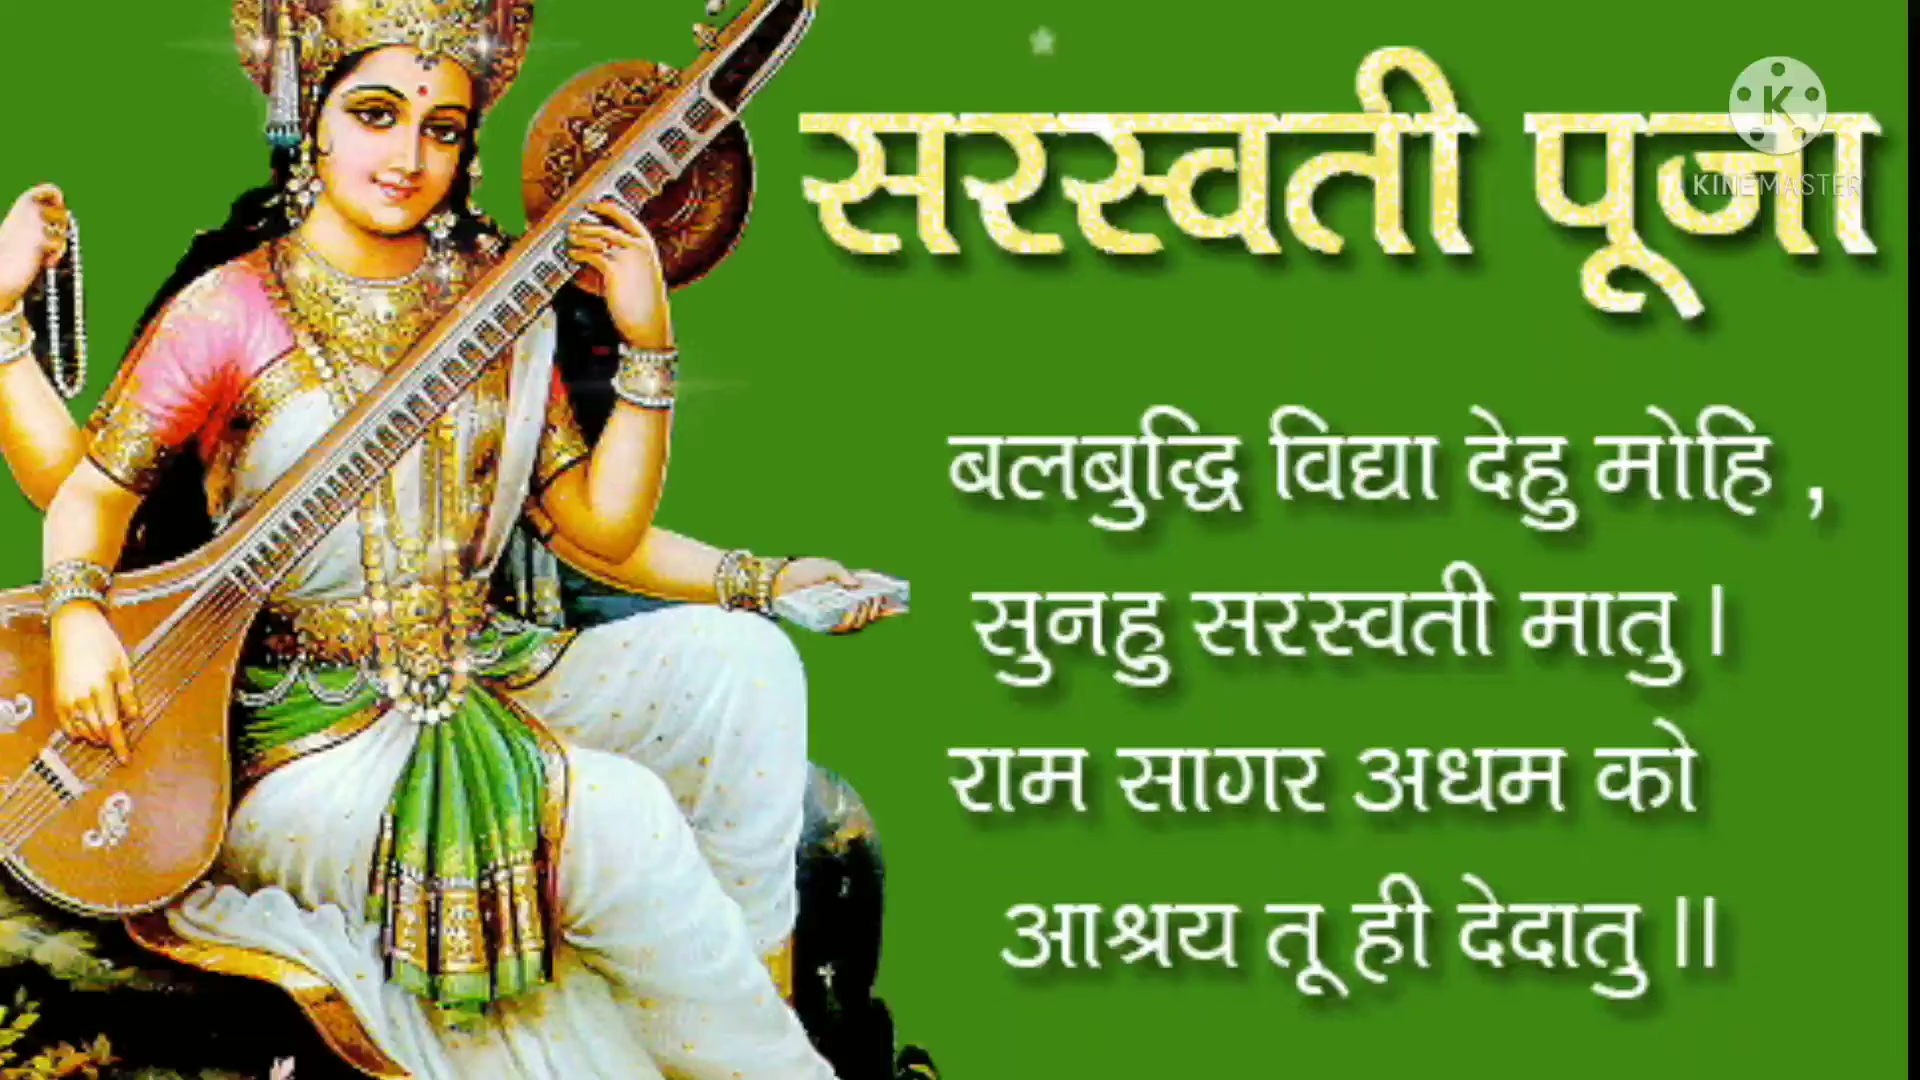 सरस्वती पूजा
KINEMASTER
बलबुद्धि विद्या देहु मोहि ,
सुनहु सरस्वती मातु ।
राम सागर अधम को
आश्रय तू ही देदातु ॥